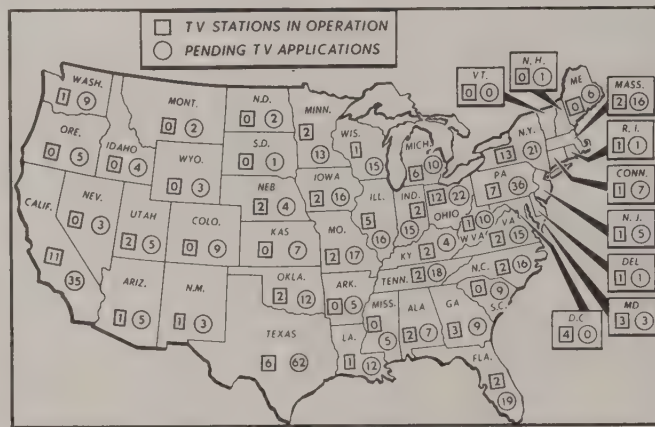 TV STATIONS IN OPERATION
PENDING TV APPLICATIONS
WASH.
1 9
ORE.
0 5
CALIF.
11
35
NEV.
0 3
IDAHO
0 4
MONT.
0 2
WYO.
0 3
UTAH
2 5
COLO.
0 9
ARIZ.
1 5
N.M.
1 3
N.D.
0 2
S.D.
0 1
NEB
2 4
KAS
0 7
OKLA.
2 12
TEXAS
6 62
MINN.
2
13
IOWA
2 16
MO.
2 17
ARK.
0 5
LA.
1 12
WIS.
1
15
ILL.
5
16
MICH.
6 10
IND.
2
15
12 22
OHIO
KY
2 4
TENN. 2 18
MISS.
0
5
ALA
2 7
GA
3 9
FLA.
2
19
N.C. 2 16
0 9
S.C.
1 10
W.VA
VA.
2 15
PA
7 36
N.Y.
13 21
VT.
0 0
N.H.
0 1
ME
0 6
MASS.
2 16
R.I.
1 1
CONN.
1 7
N.J.
1 5
DEL
1 1
MD
3 3
D.C
4 0